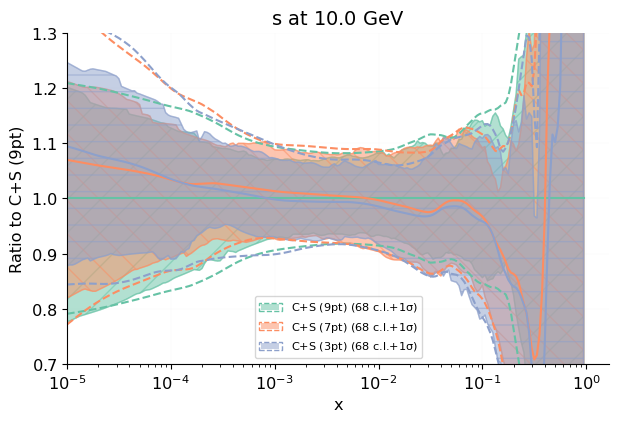 s at 10.0 GeV
Ratio to C+S (9pt)
1.3
1.2
1.1
1.0
0.9
0.8
0.7
C+S (9pt) (68 c.l.+1σ)
C+S (7pt) (68 c.l.+1σ)
C+S (3pt) (68 c.l.+1σ)
10⁻⁵ 10⁻⁴ 10⁻³ 10⁻² 10⁻¹ 10⁰
x